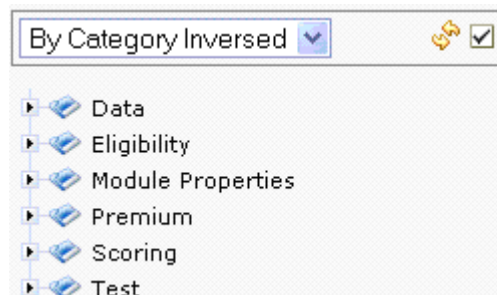 By Category Inversed
Data
Eligibility
Module Properties
Premium
Scoring
Test